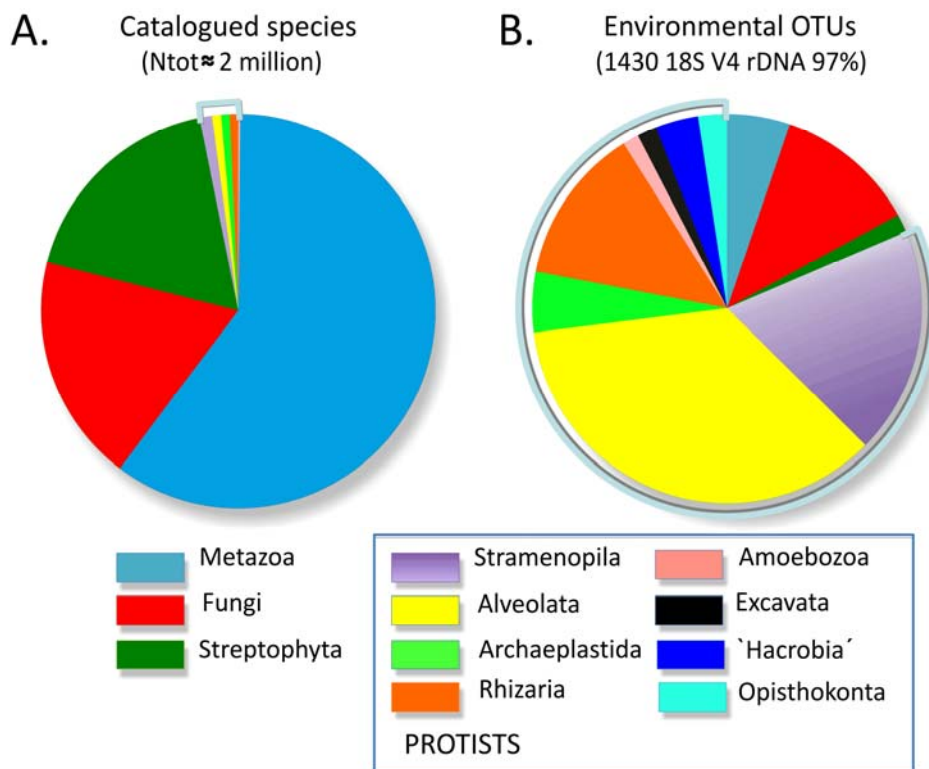 A.
Catalogued species
(Ntot≈ 2 million)
B.
Environmental OTUs
(1430 18S V4 rDNA 97%)
Metazoa
Fungi
Streptophyta
Stramenopila
Alveolata
Archaeplastida
Rhizaria
Amoebozoa
Excavata
`Hacrobia´
Opisthokonta
PROTISTS